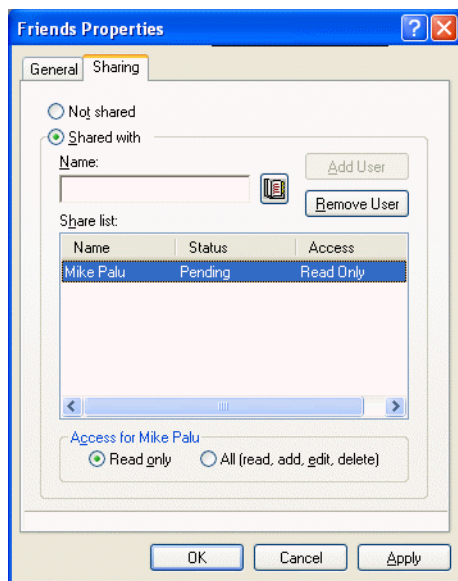 Friends Properties
General Sharing
Not shared
Shared with
Name:
Add User
Remove User
Share list:
Name Status Access
Mike Palu Pending Read Only
Access for Mike Palu
Read only All (read, add, edit, delete)
OK Cancel Apply